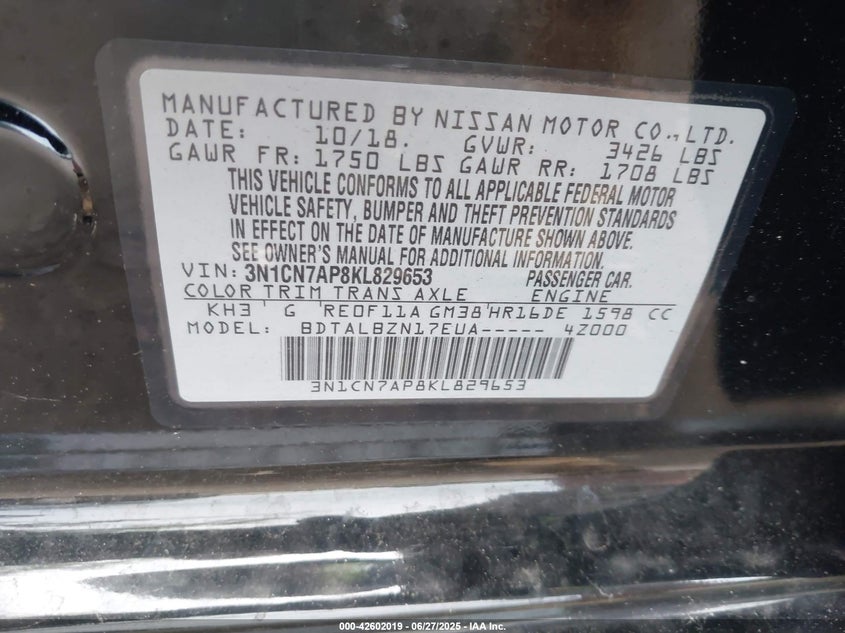 MANUFACTURED BY NISSAN MOTOR CO.,LTD.
DATE: 10/18. GVWR: 3426 LBS
GAWR FR: 1750 LBS GAWR RR: 1708 LBS
THIS VEHICLE CONFORMS TO ALL APPLICABLE FEDERAL MOTOR
VEHICLE SAFETY, BUMPER AND THEFT PREVENTION STANDARDS
IN EFFECT ON THE DATE OF MANUFACTURE SHOWN ABOVE.
SEE OWNER'S MANUAL FOR ADDITIONAL INFORMATION.
VIN: 3N1CN7AP8KL829653 PASSENGER CAR.
COLOR TRIM TRANS AXLE ENGINE
KH3 ' G 'RE0F11A GM38'HR16DE 1598 CC
MODEL: BDTALBZN17EUA----- 4Z000
3N1CN7AP8KL829653
000-42602019 - 06/27/2025 - IAA Inc.